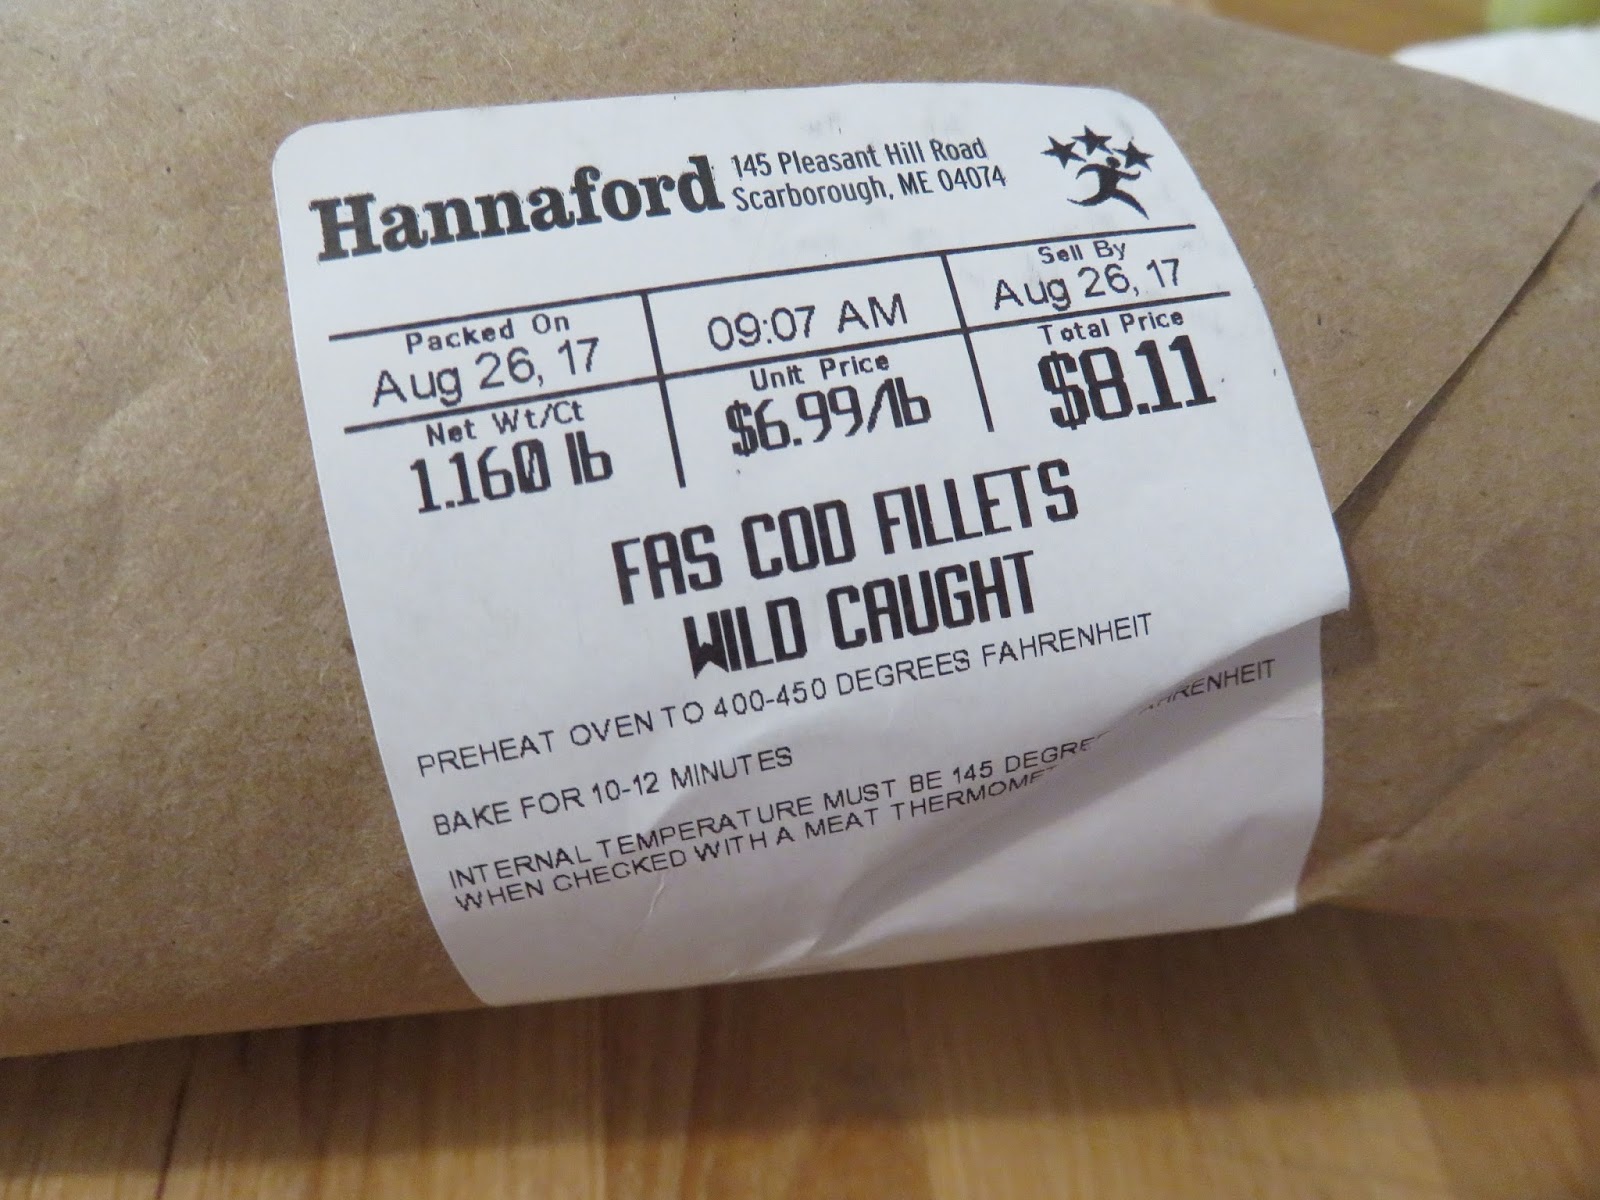 Hannaford
145 Pleasant Hill Road
Scarborough, ME 04074
Packed On
Aug 26, 17
09:07 AM
Sell By
Aug 26, 17
Net Wt/Ct
1.160 lb
Unit Price
$6.99/lb
Total Price
$8.11
FAS COD FILLETS
WILD CAUGHT
PREHEAT OVEN TO 400-450 DEGREES FAHRENHEIT
BAKE FOR 10-12 MINUTES
INTERNAL TEMPERATURE MUST BE 145
WHEN CHECKED WITH A MEAT